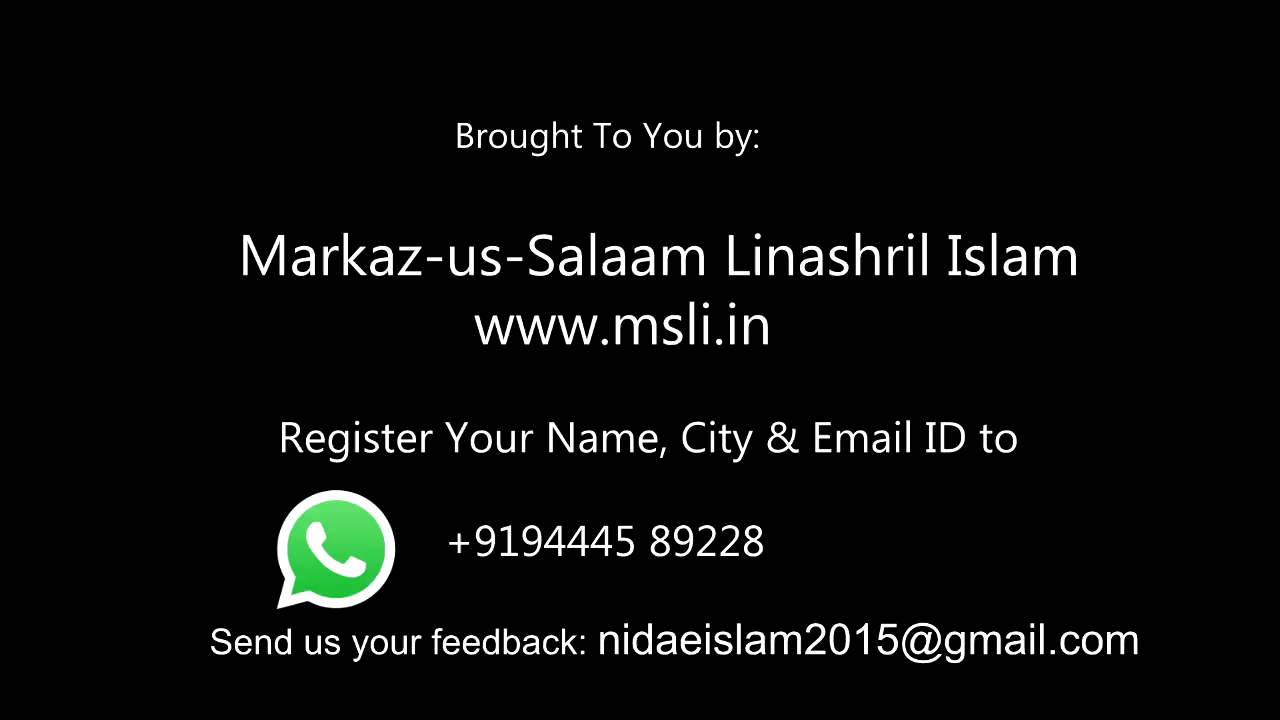 Brought To You by:
Markaz-us-Salaam Linashril Islam
www.msli.in
Register Your Name, City & Email ID to
+9194445 89228
Send us your feedback: nidaeislam2015@gmail.com